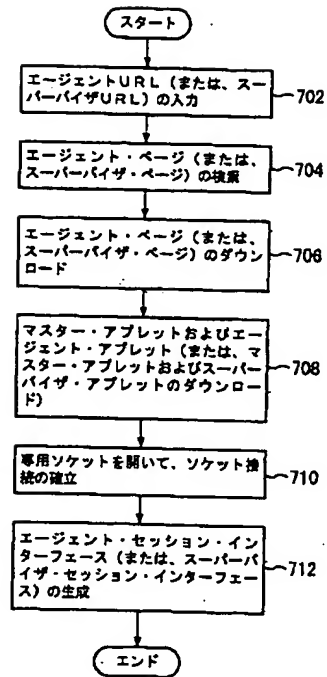 スタート
エージェントURL(または、スー
パーバイザURL)の入力
702
エージェント・ページ(または、
スーパーバイザ・ページ)の検索
704
エージェント・ページ(または、
スーパーバイザ・ページ)のダウン
ロード
706
マスター・アプレットおよびエー
ジェント・アプレット(または、マ
スター・アプレットおよびスーパー
バイザ・アプレットのダウンロー
ド)
708
専用ソケットを開いて、ソケット接
続の確立
710
エージェント・セッション・イン
ターフェース(または、スーパーバ
イザ・セッション・インターフェー
ス)の生成
712
エンド